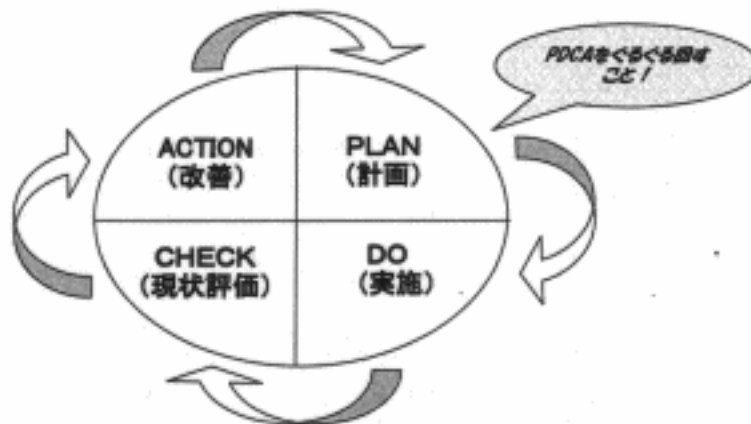 PDCAをぐるぐる回す
こと！
ACTION
(改善)
PLAN
(計画)
CHECK
(現状評価)
DO
(実施)